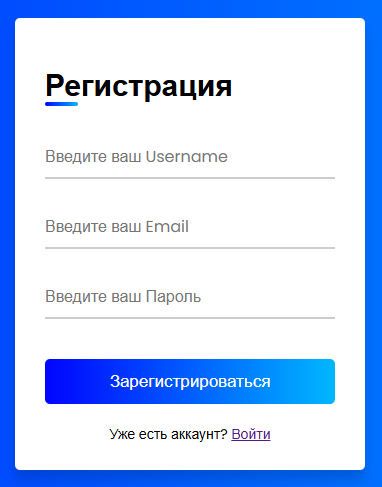 Регистрация
Введите ваш Username
Введите ваш Email
Введите ваш Пароль
Зарегистрироваться
Уже есть аккаунт? Войти